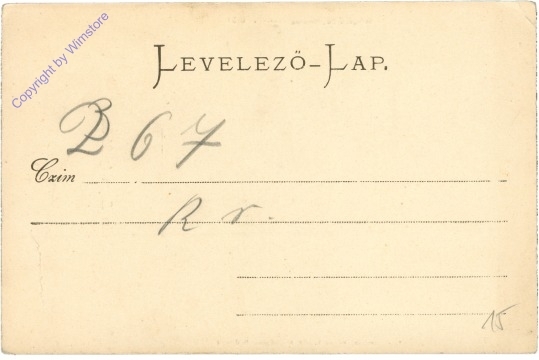 Copyright by Wimstore
LEVELEZŐ-LAP.
P 67
Czim
R r.
15